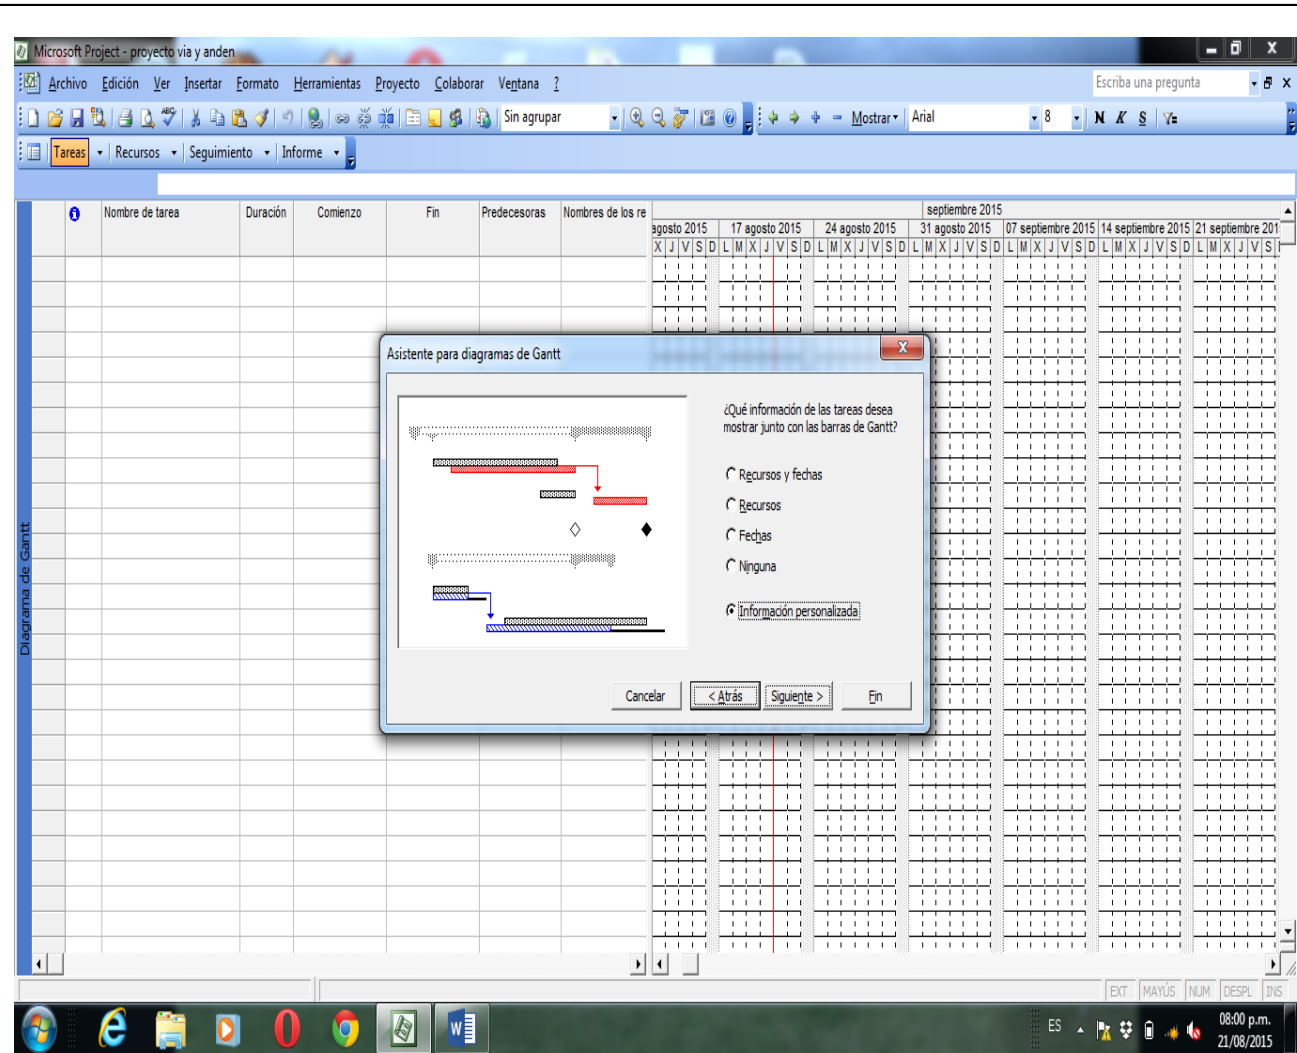 Microsoft Project - proyecto via y anden
Archivo Edición Ver Insertar Formato Herramientas Proyecto Colaborar Ventana ?
Escriba una pregunta
Sin agrupar
Mostrar
Arial
8
N K S
Tareas Recursos Seguimiento Informe
Nombre de tarea Duración Comienzo Fin Predecesoras Nombres de los re
septiembre 2015
agosto 2015 17 agosto 2015 24 agosto 2015 31 agosto 2015 07 septiembre 2015 14 septiembre 2015 21 septiembre 201
X J V S D L M X J V S D L M X J V S D L M X J V S D L M X J V S D L M X J V S D L M X J V S
Diagrama de Gantt
Asistente para diagramas de Gantt
X
¿Qué información de las tareas desea
mostrar junto con las barras de Gantt?
Recursos y fechas
Recursos
Fechas
Ninguna
Información personalizada
Cancelar < Atrás Siguiente > Fin
EXT MAYÚS NUM DESPL INS
ES
08:00 p.m.
21/08/2015